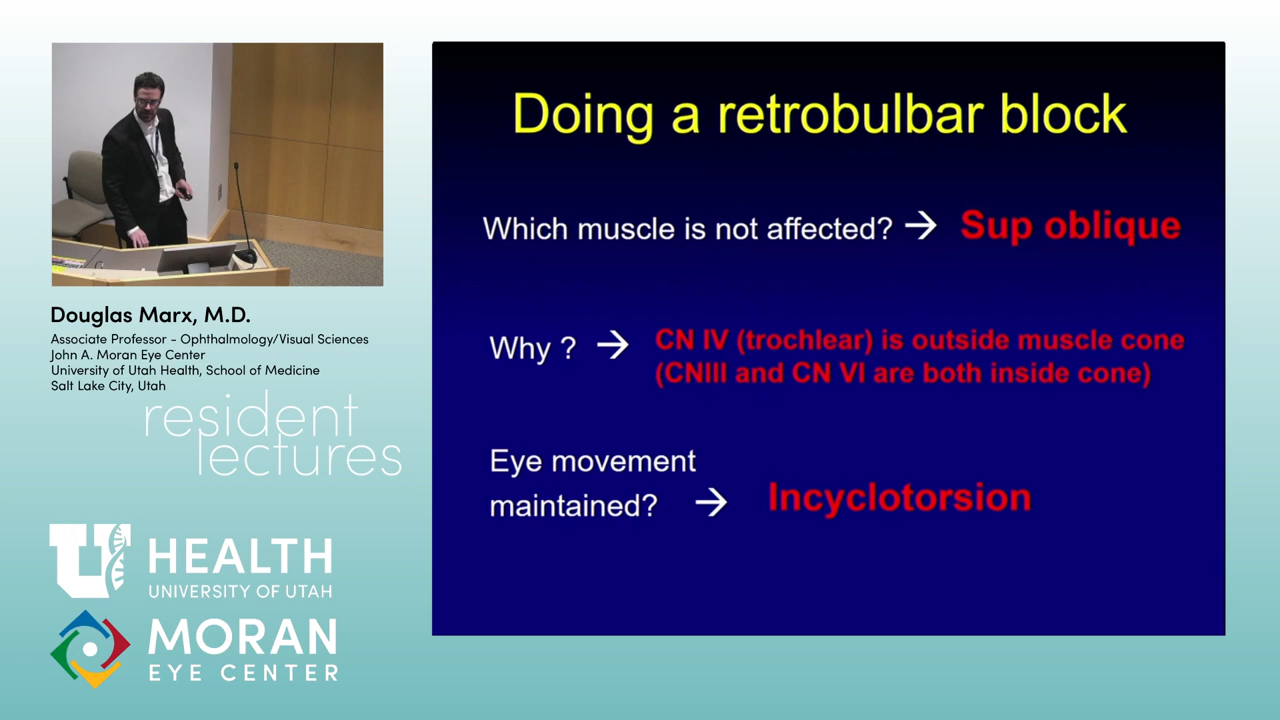 Doing a retrobulbar block
Which muscle is not affected? → Sup oblique
Why ? → CN IV (trochlear) is outside muscle cone
(CNIII and CN VI are both inside cone)
Eye movement
maintained? → Incyclotorsion
Douglas Marx, M.D.
Associate Professor - Ophthalmology/Visual Sciences
John A. Moran Eye Center
University of Utah Health, School of Medicine
Salt Lake City, Utah
resident
lectures
U HEALTH
UNIVERSITY OF UTAH
MORAN
EYE CENTER